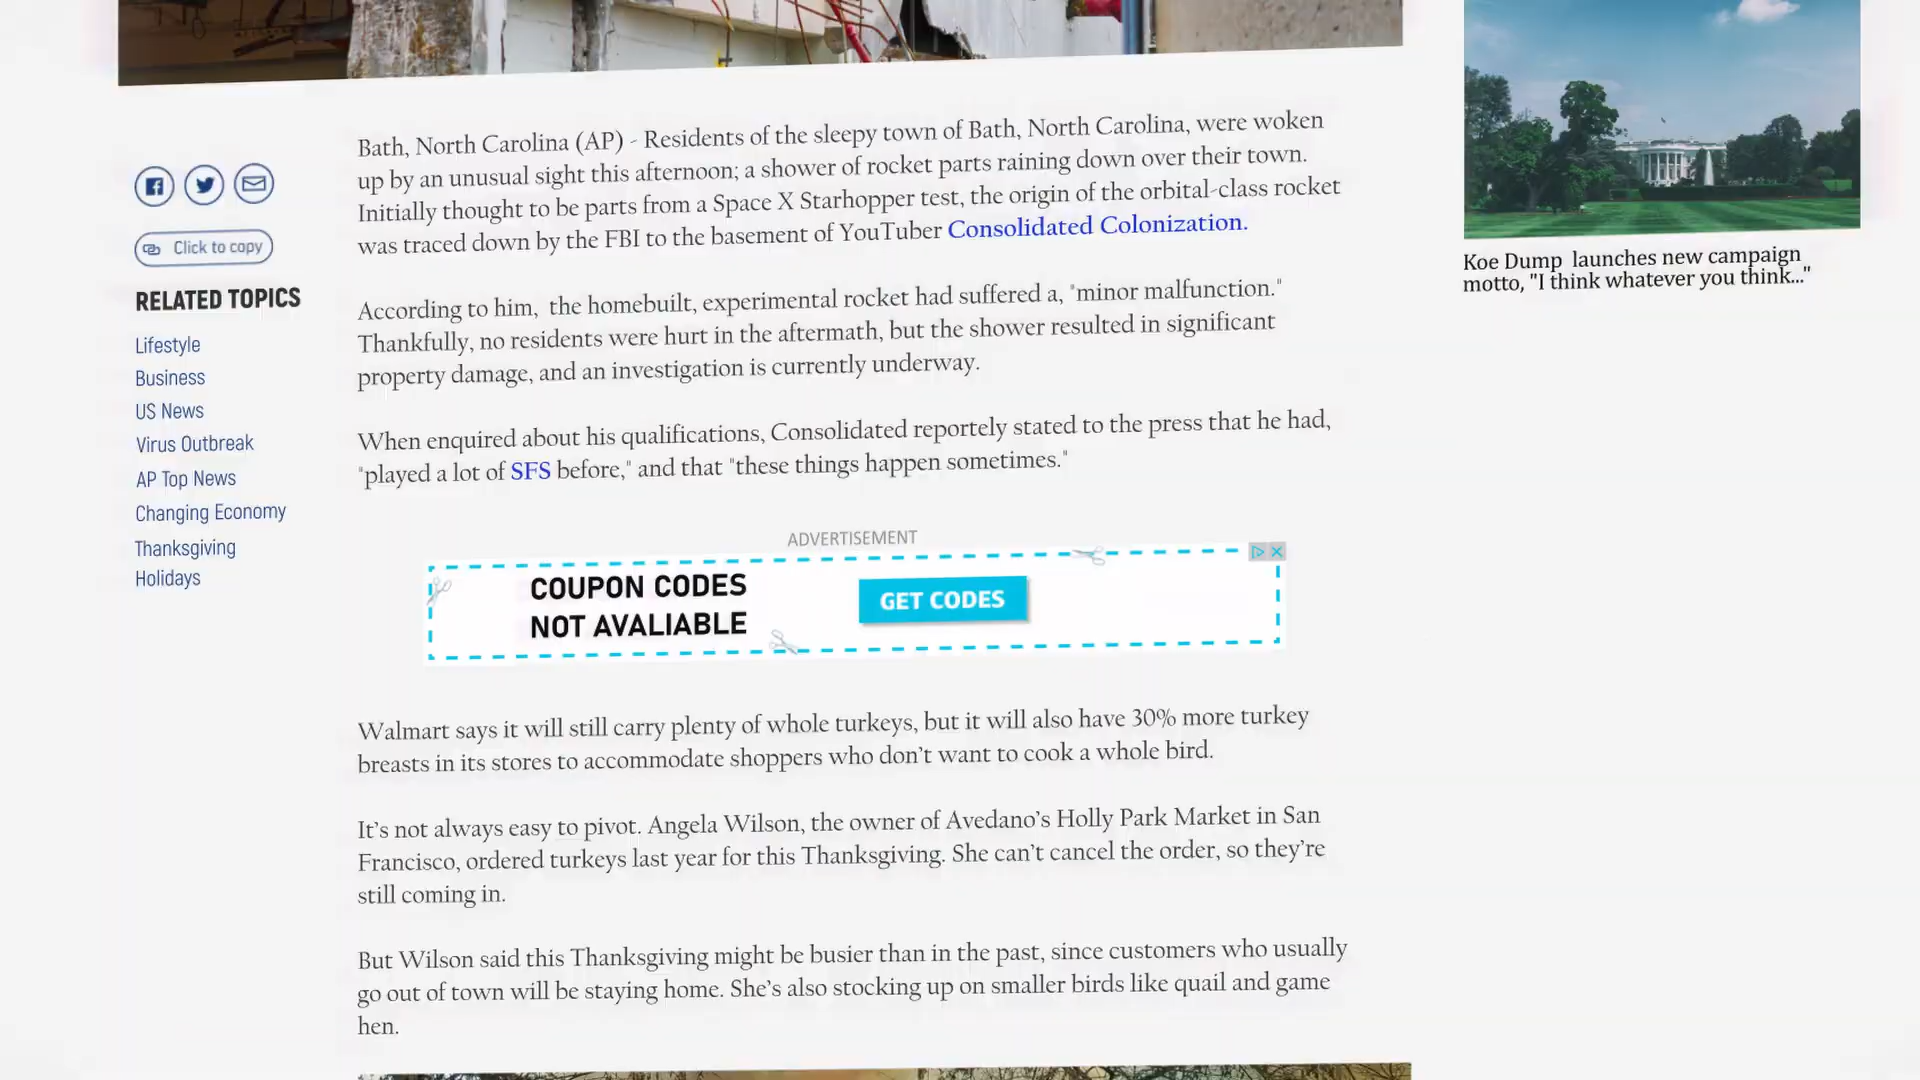 Bath, North Carolina (AP) - Residents of the sleepy town of Bath, North Carolina, were woken
up by an unusual sight this afternoon; a shower of rocket parts raining down over their town.
Initially thought to be parts from a Space X Starhopper test, the origin of the orbital-class rocket
was traced down by the FBI to the basement of YouTuber Consolidated Colonization.
According to him, the homebuilt, experimental rocket had suffered a, "minor malfunction."
Thankfully, no residents were hurt in the aftermath, but the shower resulted in significant
property damage, and an investigation is currently underway.
When enquired about his qualifications, Consolidated reportely stated to the press that he had,
"played a lot of SFS before," and that "these things happen sometimes."
ADVERTISEMENT
COUPON CODES
NOT AVALIABLE
GET CODES
Walmart says it will still carry plenty of whole turkeys, but it will also have 30% more turkey
breasts in its stores to accommodate shoppers who don't want to cook a whole bird.
It's not always easy to pivot. Angela Wilson, the owner of Avedano's Holly Park Market in San
Francisco, ordered turkeys last year for this Thanksgiving. She can't cancel the order, so they're
still coming in.
But Wilson said this Thanksgiving might be busier than in the past, since customers who usually
go out of town will be staying home. She's also stocking up on smaller birds like quail and game
hen.
Click to copy
RELATED TOPICS
Lifestyle
Business
US News
Virus Outbreak
AP Top News
Changing Economy
Thanksgiving
Holidays
Koe Dump launches new campaign
motto, "I think whatever you think..."